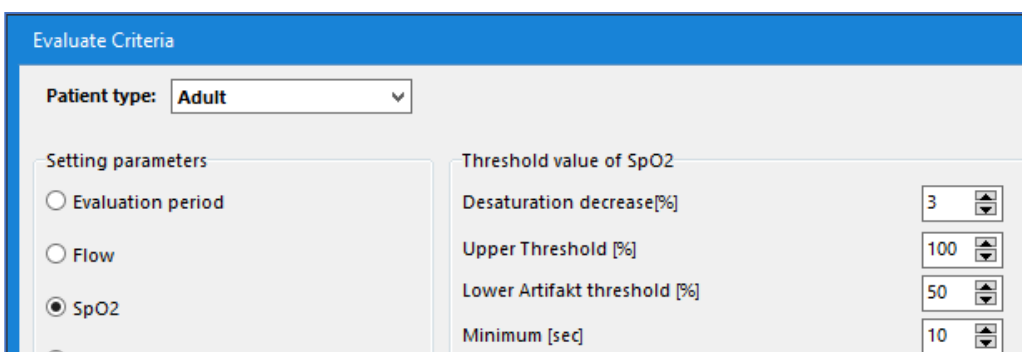 Evaluate Criteria
Patient type: Adult
Setting parameters
Evaluation period
Flow
SpO2
Threshold value of SpO2
Desaturation decrease[%] 3
Upper Threshold [%] 100
Lower Artifakt threshold [%] 50
Minimum [sec] 10